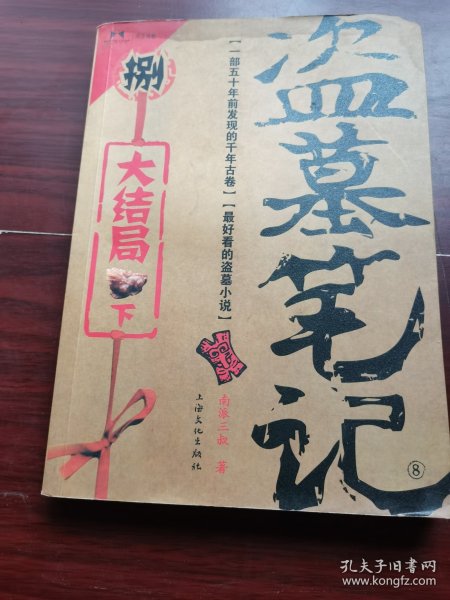 盗墓笔记
⑧
【一部五十年前发现的千年古卷】【最好看的盗墓小说】
南派三叔 著
上海文化出版社
捌
大结局
下
孔夫子旧书网
www.kongfz.com